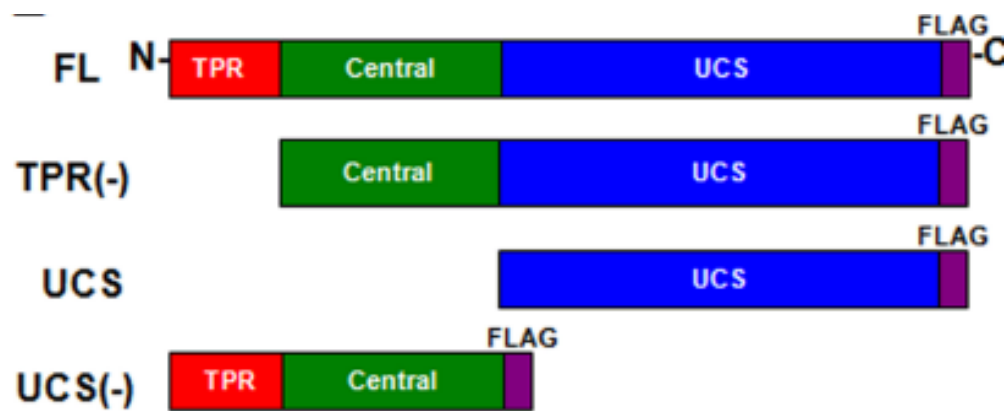 FLAG
FL N- TPR Central UCS -C
FLAG
TPR(-) Central UCS
FLAG
UCS UCS
FLAG
UCS(-) TPR Central